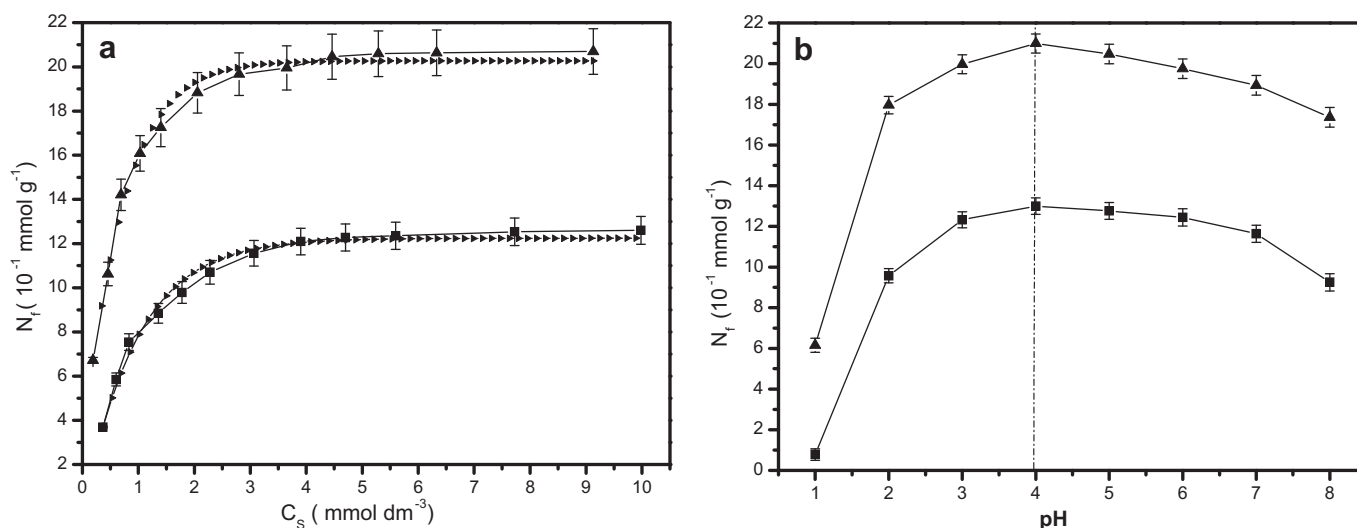 a
22
20
18
16
14
12
10
8
6
4
2
0 1 2 3 4 5 6 7 8 9 10
N_f ( 10^-1 mmol g^-1)
C_S ( mmol dm^-3)
b
22
20
18
16
14
12
10
8
6
4
2
0
1 2 3 4 5 6 7 8
N_f (10^-1 mmol g^-1)
pH